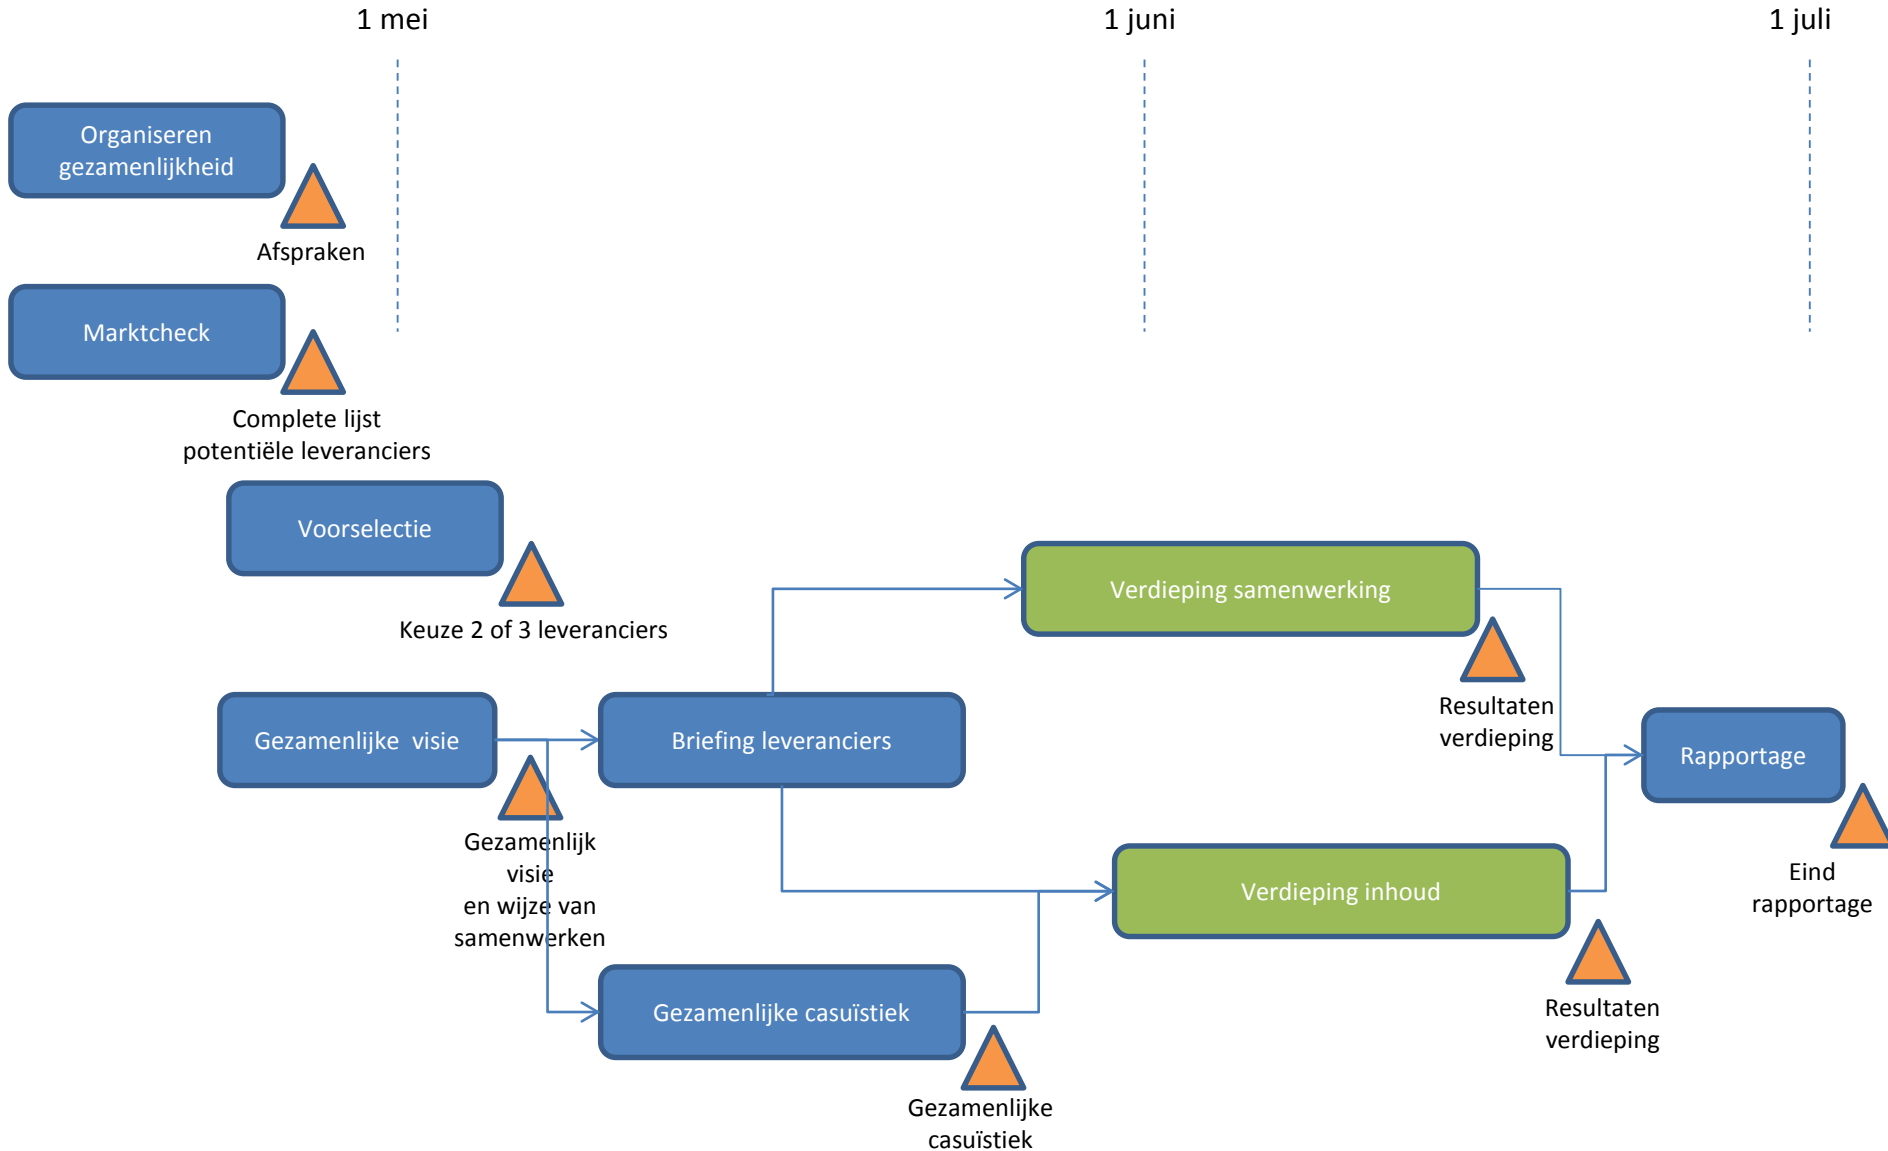 1 mei
1 juni
1 juli
Organiseren
gezamenlijkheid
Afspraken
Marktcheck
Complete lijst
potentiële leveranciers
Voorselectie
Keuze 2 of 3 leveranciers
Verdieping samenwerking
Resultaten
verdieping
Gezamenlijke visie
Briefing leveranciers
Rapportage
Gezamenlijk
visie
en wijze van
samenwerken
Eind
rapportage
Verdieping inhoud
Resultaten
verdieping
Gezamenlijke casuïstiek
Gezamenlijke
casuïstiek